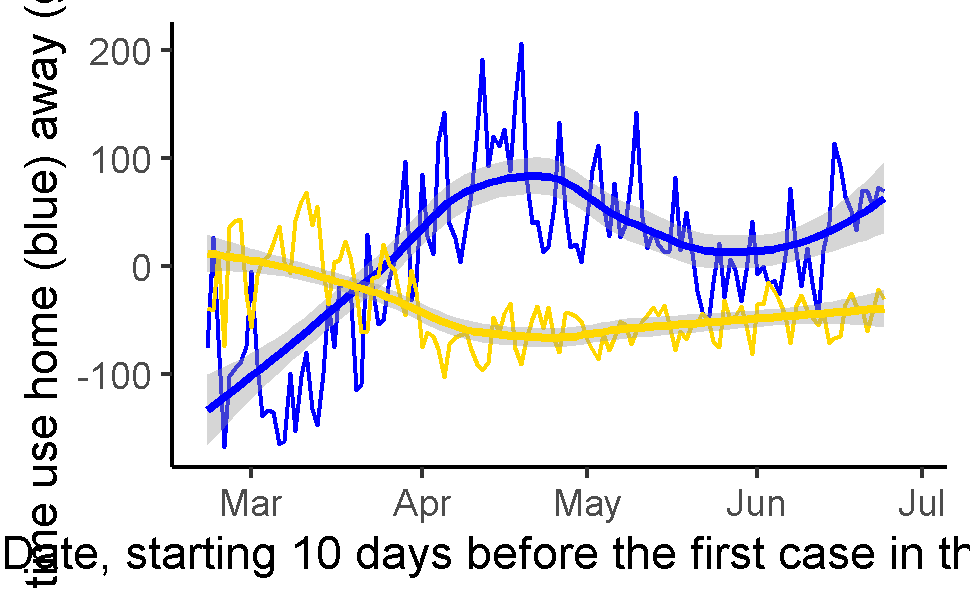 time use home (blue) away (
200
100
0
-100
Mar Apr May Jun Jul
Date, starting 10 days before the first case in th